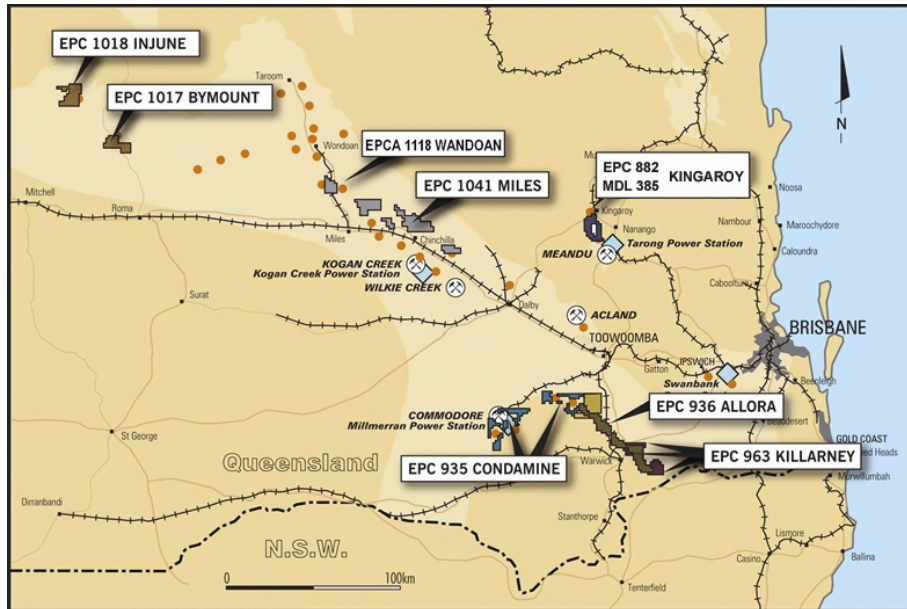 EPC 1018 INJUNE
EPC 1017 BYMOUNT
Taroom
Wondoan
EPCA 1118 WANDOAN
EPC 1041 MILES
EPC 882
MDL 385
KINGAROY
N
Mitchell
Roma
Miles
Chinchilla
Kingaroy
Nanango
Tarong Power Station
MEANDU
Noosa
Nambour
Maroochydore
Caloundra
KOGAN CREEK
Kogan Creek Power Station
WILKIE CREEK
Surat
Dalby
ACLAND
TOOWOOMBA
BRISBANE
Gatton
IPSWICH
Swanbank
Beenleigh
COMMODORE
Millmerran Power Station
EPC 936 ALLORA
Beaudesert
GOLD COAST
St George
Queensland
EPC 935 CONDAMINE
Warwick
EPC 963 KILLARNEY
Heads
Murwillumbah
Dirranbandi
Stanthorpe
N.S.W.
Lismore
Casino
Ballina
0
100km
Tenterfield